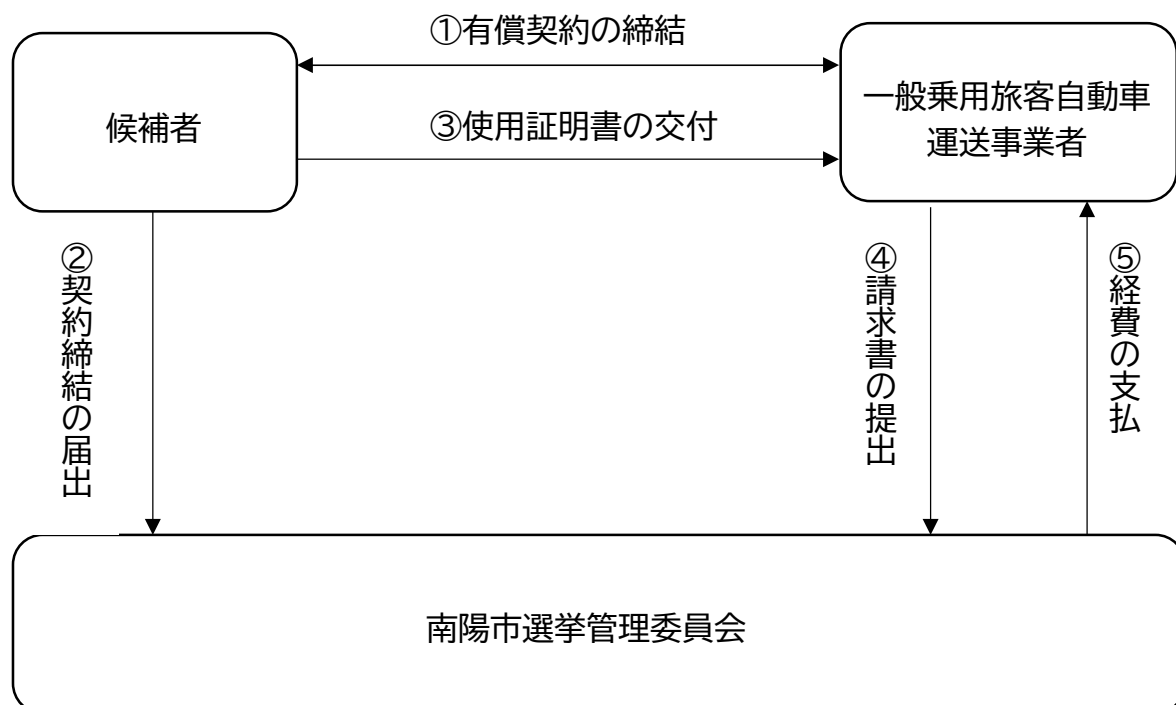 ①有償契約の締結
候補者
一般乗用旅客自動車
運送事業者
③使用証明書の交付
②契約締結の届出
④請求書の提出
⑤経費の支払
南陽市選挙管理委員会